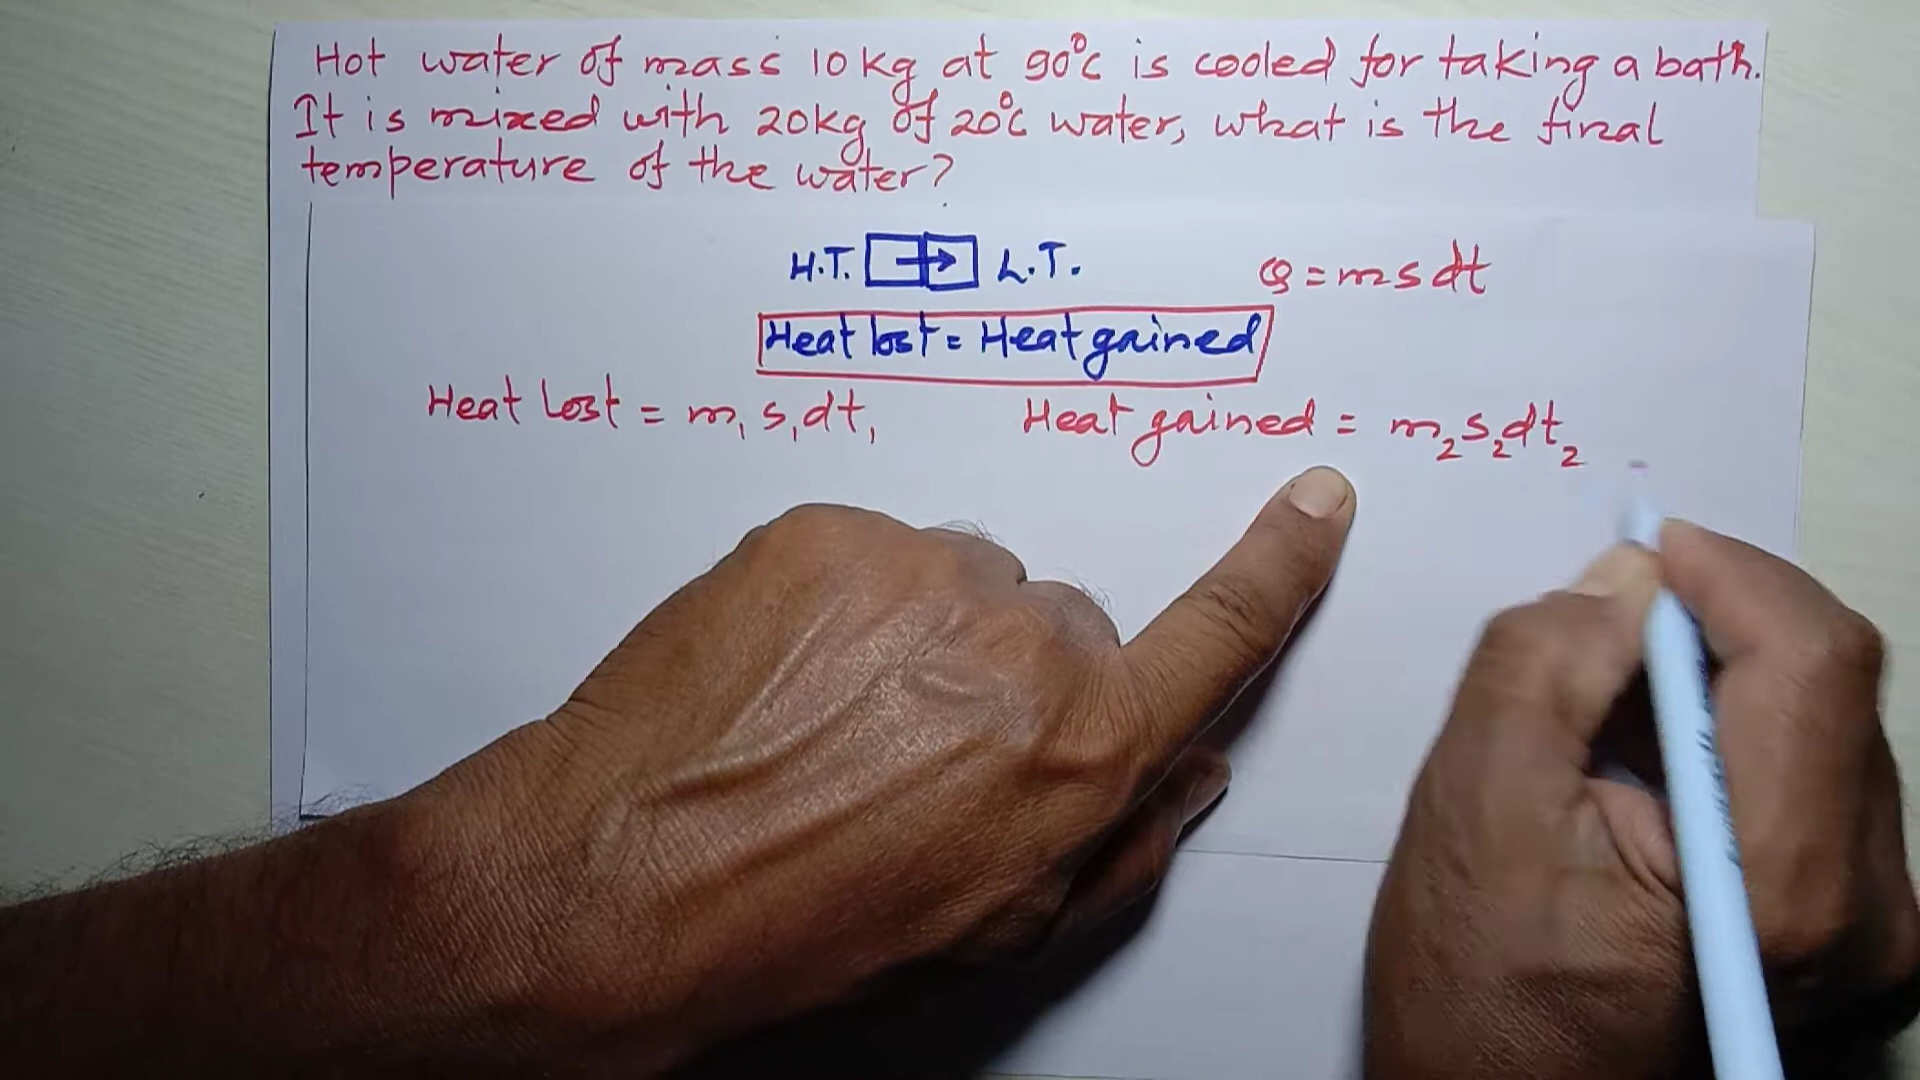 Hot water of mass 10 kg at 90°C is cooled for taking a bath.
It is mixed with 20kg of 20°C water, what is the final
temperature of the water?
H.T. → L.T.
Q = msdt
Heat lost = Heat gained
Heat Lost = m₁s₁dt₁
Heat gained = m₂s₂dt₂